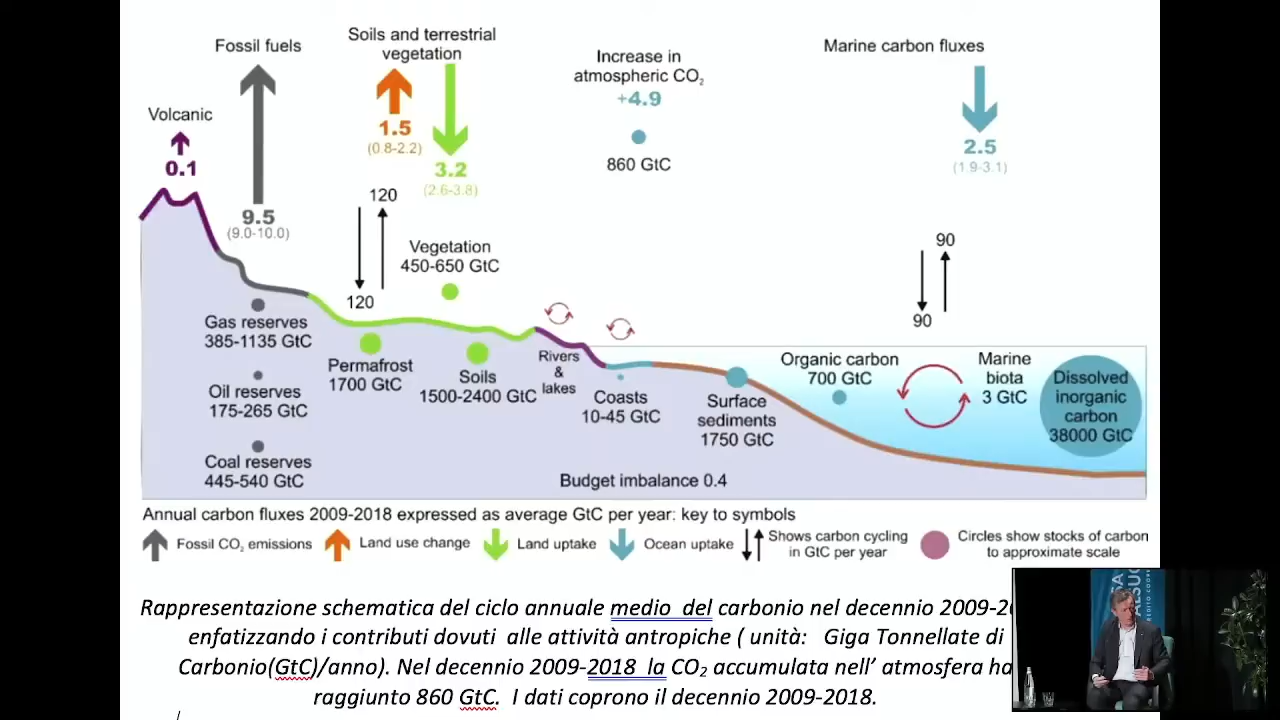 Fossil fuels
Soils and terrestrial
vegetation
Increase in
atmospheric CO₂
+4.9
860 GtC
Marine carbon fluxes
Volcanic
0.1
9.5
(9.0-10.0)
1.5
(0.8-2.2)
3.2
(2.6-3.8)
2.5
(1.9-3.1)
120
120
Vegetation
450-650 GtC
90
90
Gas reserves
385-1135 GtC
Oil reserves
175-265 GtC
Coal reserves
445-540 GtC
Permafrost
1700 GtC
Soils
1500-2400 GtC
Rivers
&
lakes
Coasts
10-45 GtC
Surface
sediments
1750 GtC
Organic carbon
700 GtC
Marine
biota
3 GtC
Dissolved
inorganic
carbon
38000 GtC
Budget imbalance 0.4
Annual carbon fluxes 2009-2018 expressed as average GtC per year: key to symbols
Fossil CO₂ emissions
Land use change
Land uptake
Ocean uptake
Shows carbon cycling
in GtC per year
Circles show stocks of carbon
to approximate scale
Rappresentazione schematica del ciclo annuale medio del carbonio nel decennio 2009-20
enfatizzando i contributi dovuti alle attività antropiche ( unità: Giga Tonnellate di
Carbonio(GtC)/anno). Nel decennio 2009-2018 la CO₂ accumulata nell’ atmosfera ha
raggiunto 860 GtC. I dati coprono il decennio 2009-2018.